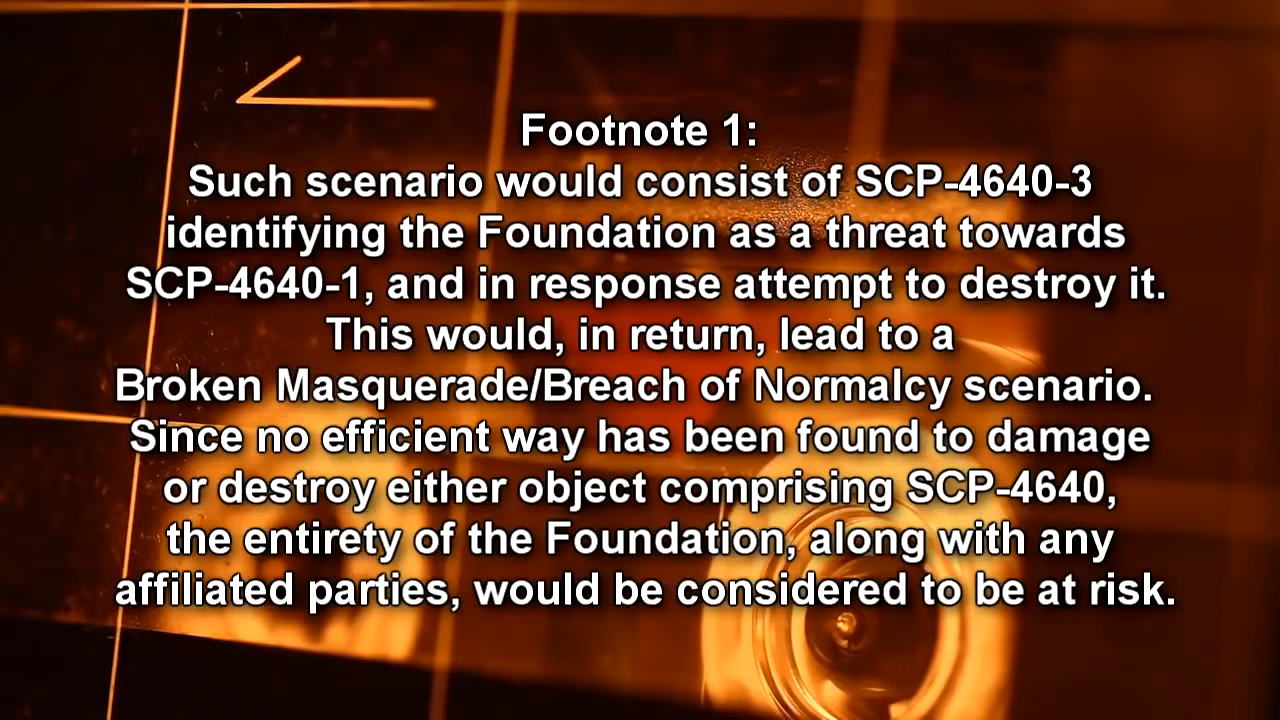 Footnote 1:
Such scenario would consist of SCP-4640-3
identifying the Foundation as a threat towards
SCP-4640-1, and in response attempt to destroy it.
This would, in return, lead to a
Broken Masquerade/Breach of Normalcy scenario.
Since no efficient way has been found to damage
or destroy either object comprising SCP-4640,
the entirety of the Foundation, along with any
affiliated parties, would be considered to be at risk.